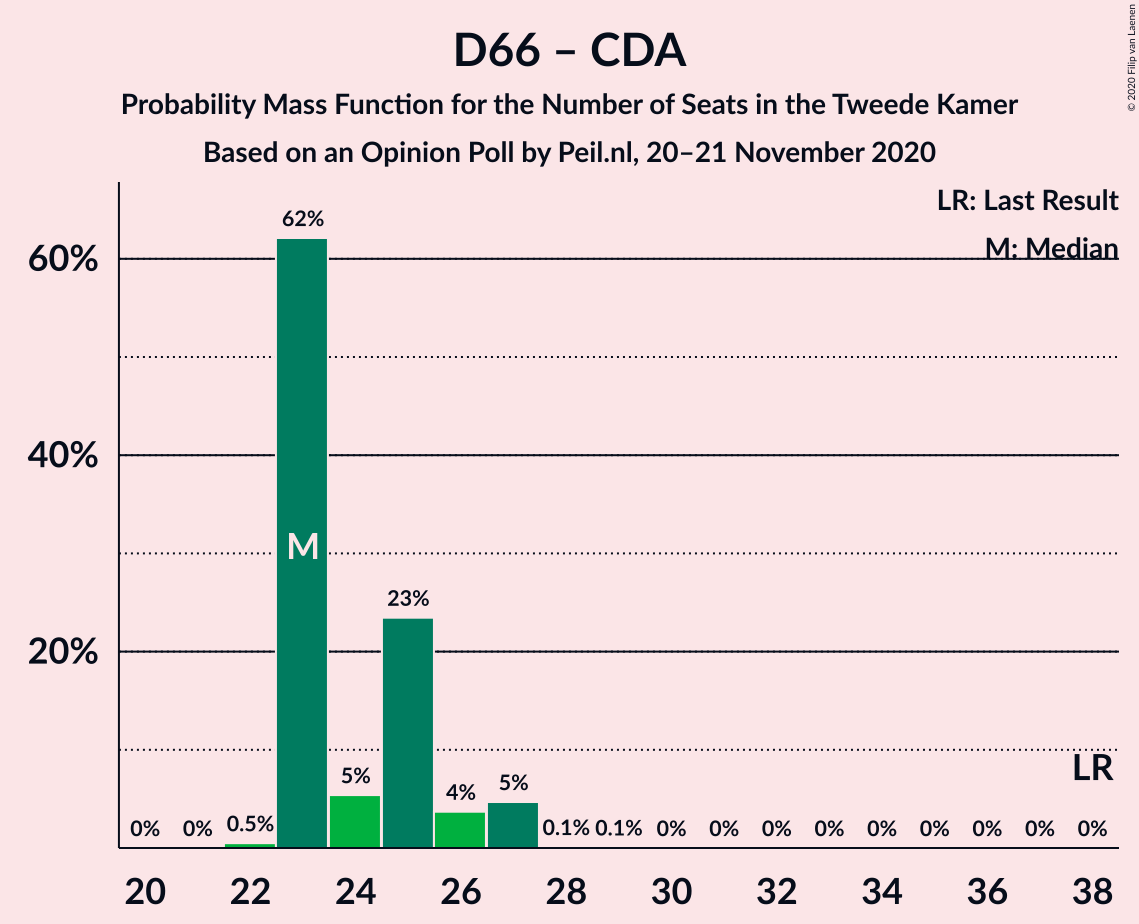 D66 – CDA
Probability Mass Function for the Number of Seats in the Tweede Kamer
Based on an Opinion Poll by Peil.nl, 20–21 November 2020
© 2020 Filip van Laenen
LR: Last Result
M: Median
60%
40%
20%
62%
M
23%
LR
0% 0% 0.5% 5% 4% 5% 0.1% 0.1% 0% 0% 0% 0% 0% 0% 0% 0% 0%
20 22 24 26 28 30 32 34 36 38